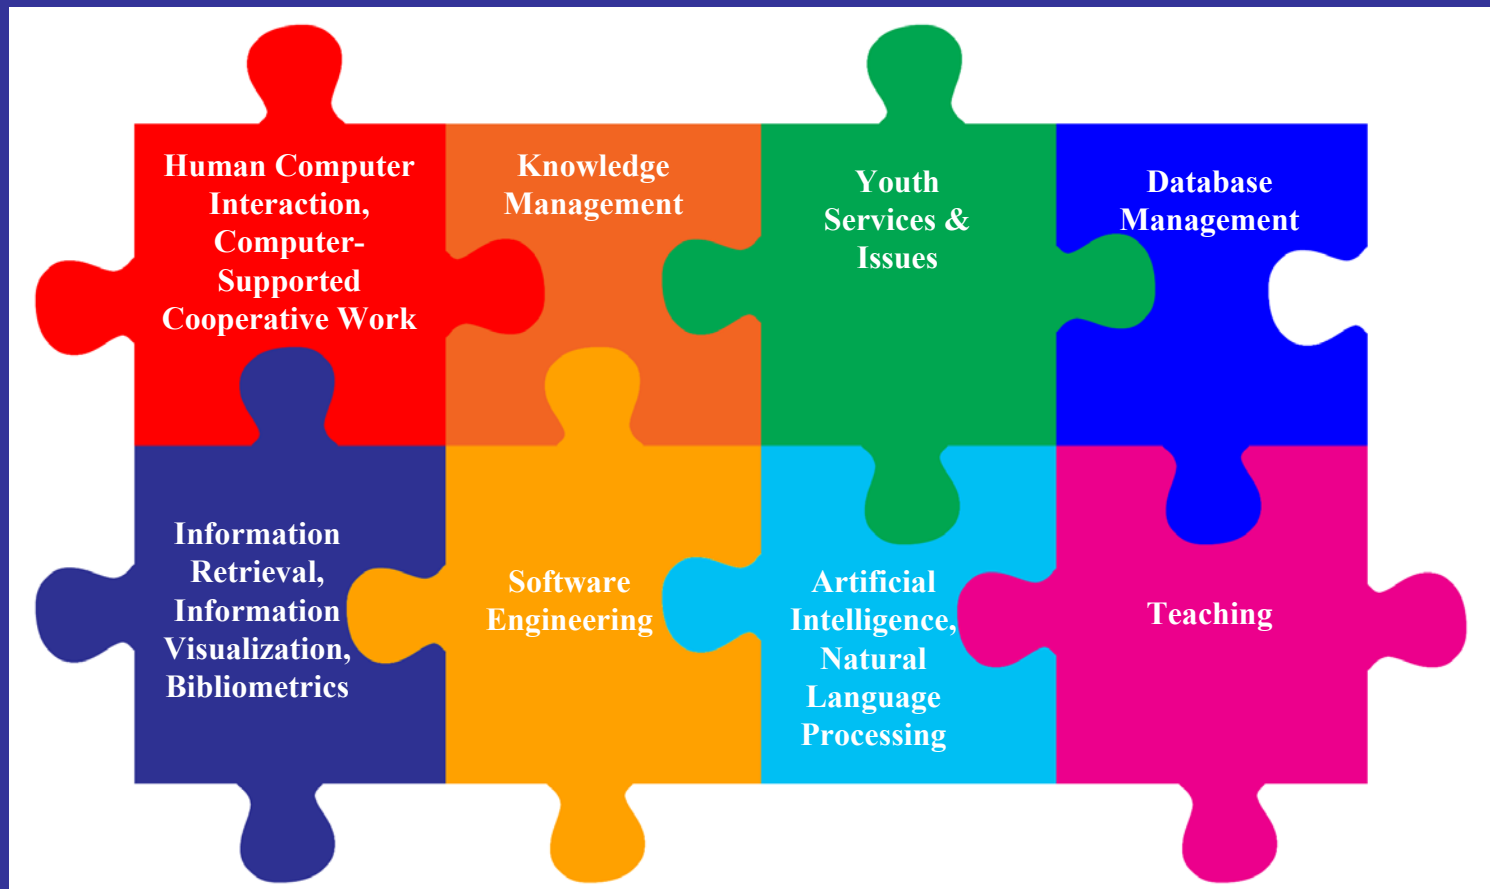 Human Computer
Interaction,
Computer-
Supported
Cooperative Work
Knowledge
Management
Youth
Services &
Issues
Database
Management
Information
Retrieval,
Information
Visualization,
Bibliometrics
Software
Engineering
Artificial
Intelligence,
Natural
Language
Processing
Teaching